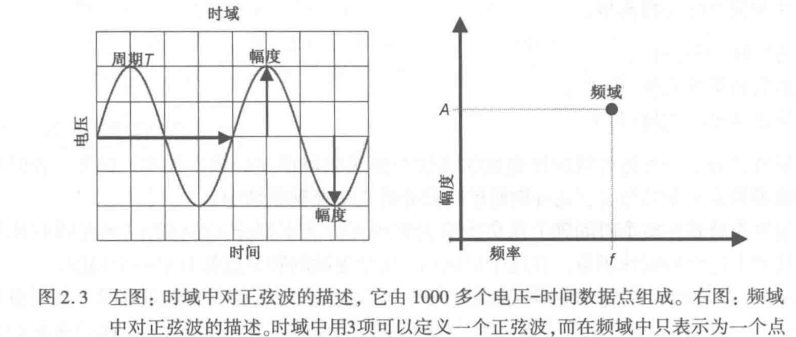 时域
周期T
幅度
电压
幅度
时间
频域
A
幅度
频率
f
图 2.3 左图: 时域中对正弦波的描述, 它由 1000 多个电压-时间数据点组成。右图: 频域
中对正弦波的描述。时域中用3项可以定义一个正弦波,而在频域中只表示为一个点